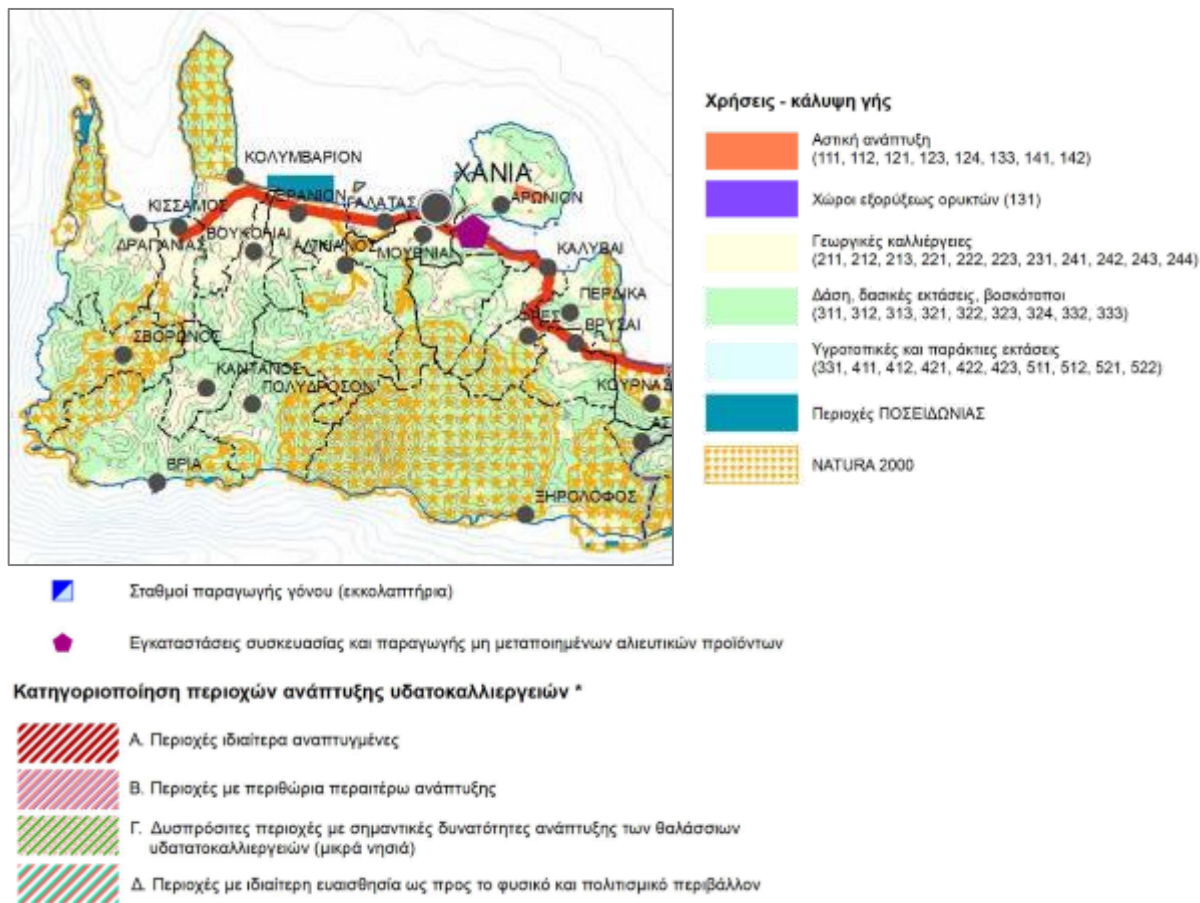 ΚΟΛΥΜΒΑΡΙΟΝ
ΧΑΝΙΑ
ΚΙΣΣΑΜΟΣ
ΓΕΡΑΝΙΟΝ
ΓΑΛΑΤΑΣ
ΑΡΩΝΙΟΝ
ΔΡΑΠΑΝΙΑΣ
ΒΟΥΚΟΛΙΑΙ
ΑΛΙΚΙΑΝΟΣ
ΜΟΥΡΝΙΑΙ
ΚΑΛΥΒΑΙ
ΠΕΡΔΙΚΑ
ΒΡΥΣΑΙ
ΣΒΟΡΩΝΟΣ
ΚΑΝΤΑΝΟΣ
ΠΟΛΥΔΡΟΣΟΝ
ΚΟΥΡΝΑΣ
ΑΣ
ΒΡΙΑ
ΞΗΡΟΛΟΦΟΣ
Χρήσεις - κάλυψη γής
Αστική ανάπτυξη
(111, 112, 121, 123, 124, 133, 141, 142)
Χώροι εξορύξεως ορυκτών (131)
Γεωργικές καλλιέργειες
(211, 212, 213, 221, 222, 223, 231, 241, 242, 243, 244)
Δάση, δασικές εκτάσεις, βοσκότοποι
(311, 312, 313, 321, 322, 323, 324, 332, 333)
Υγροτοπικές και παράκτιες εκτάσεις
(331, 411, 412, 421, 422, 423, 511, 512, 521, 522)
Περιοχές ΠΟΣΕΙΔΩΝΙΑΣ
NATURA 2000
Σταθμοί παραγωγής γόνου (εκκολαπτήρια)
Εγκαταστάσεις συσκευασίας και παραγωγής μη μεταποιημένων αλιευτικών προϊόντων
Κατηγοριοποίηση περιοχών ανάπτυξης υδατοκαλλιεργειών *
Α. Περιοχές ιδιαίτερα αναπτυγμένες
Β. Περιοχές με περιθώρια περαιτέρω ανάπτυξης
Γ. Δυσπρόσιτες περιοχές με σημαντικές δυνατότητες ανάπτυξης των θαλάσσιων
υδατατοκαλλιεργειών (μικρά νησιά)
Δ. Περιοχές με ιδιαίτερη ευαισθησία ως προς το φυσικό και πολιτισμικό περιβάλλον